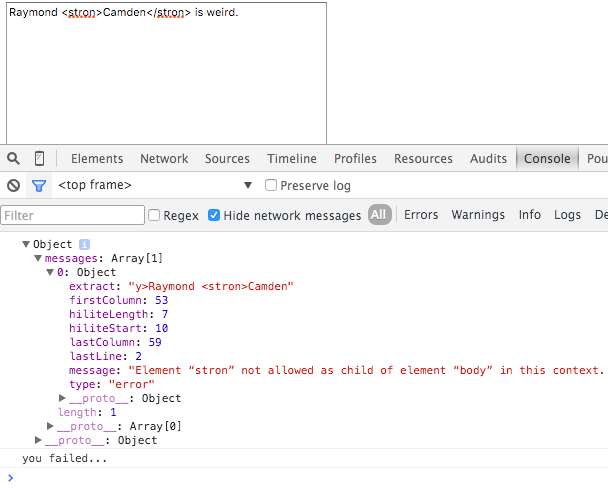 Raymond <stron>Camden</stron> is weird.
Elements Network Sources Timeline Profiles Resources Audits Console Pou
<top frame> Preserve log
Filter Regex Hide network messages All Errors Warnings Info Logs De
Object i
messages: Array[1]
0: Object
extract: "y>Raymond <stron>Camden"
firstColumn: 53
hiliteLength: 7
hiliteStart: 10
lastColumn: 59
lastLine: 2
message: "Element “stron” not allowed as child of element “body” in this context.
type: "error"
__proto__: Object
length: 1
__proto__: Array[0]
__proto__: Object
you failed...